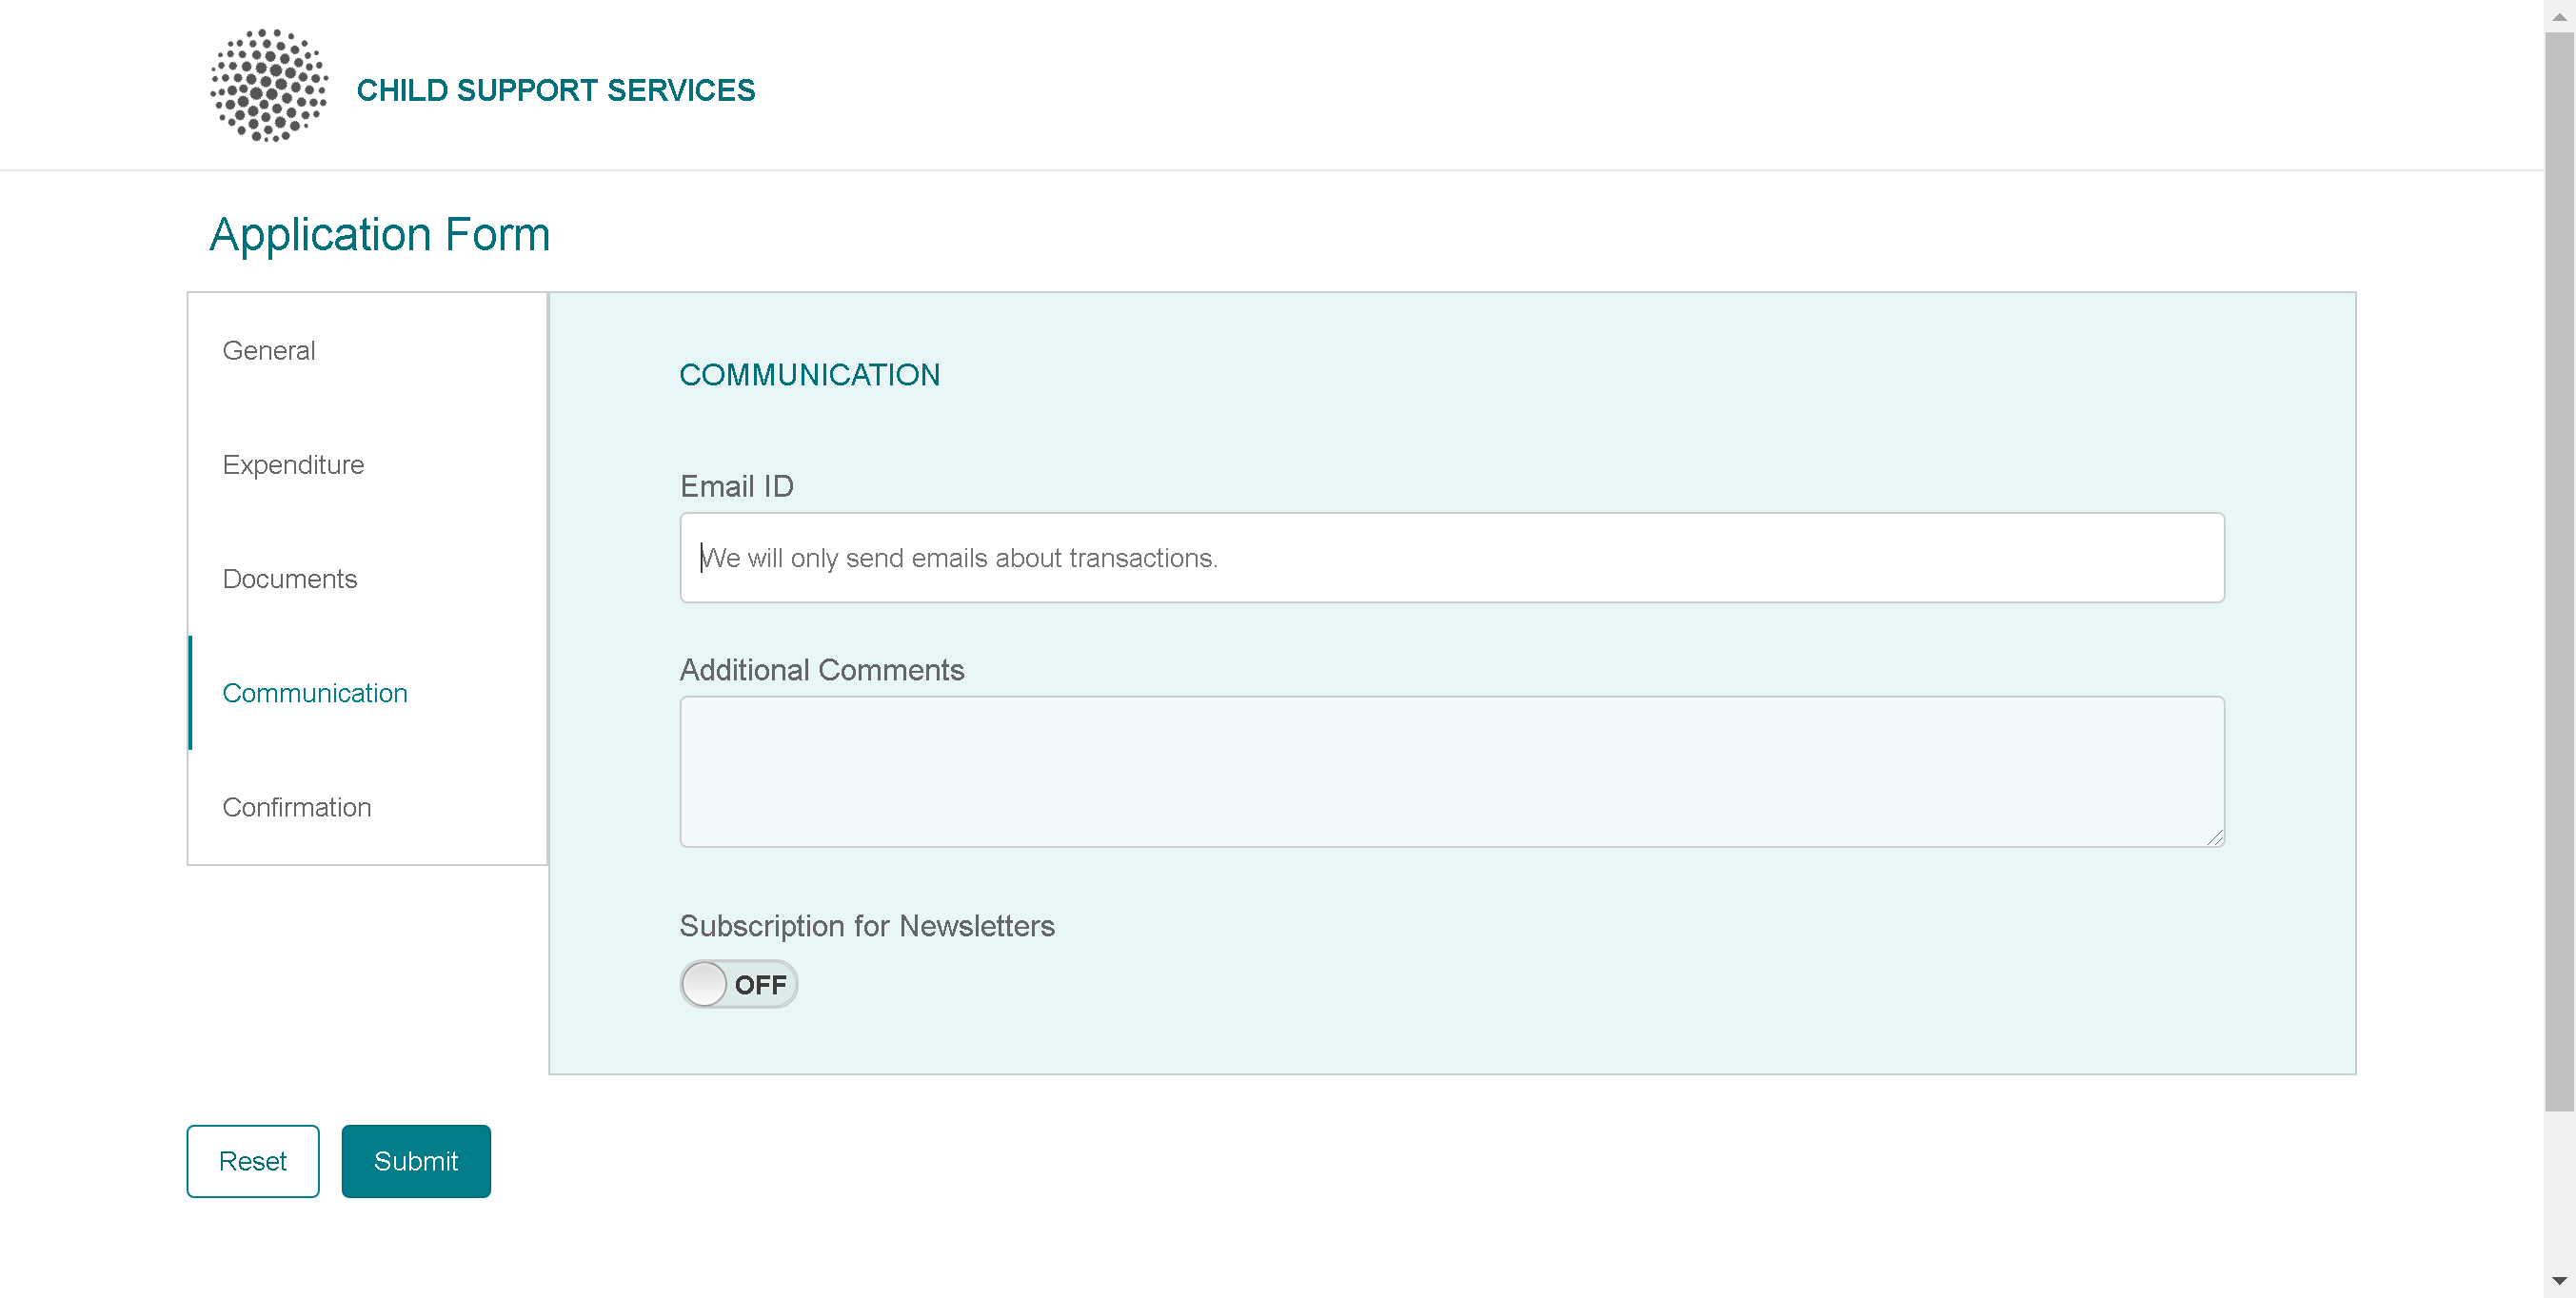 CHILD SUPPORT SERVICES
Application Form
General
Expenditure
Documents
Communication
Confirmation
COMMUNICATION
Email ID
We will only send emails about transactions.
Additional Comments
Subscription for Newsletters
OFF
Reset
Submit